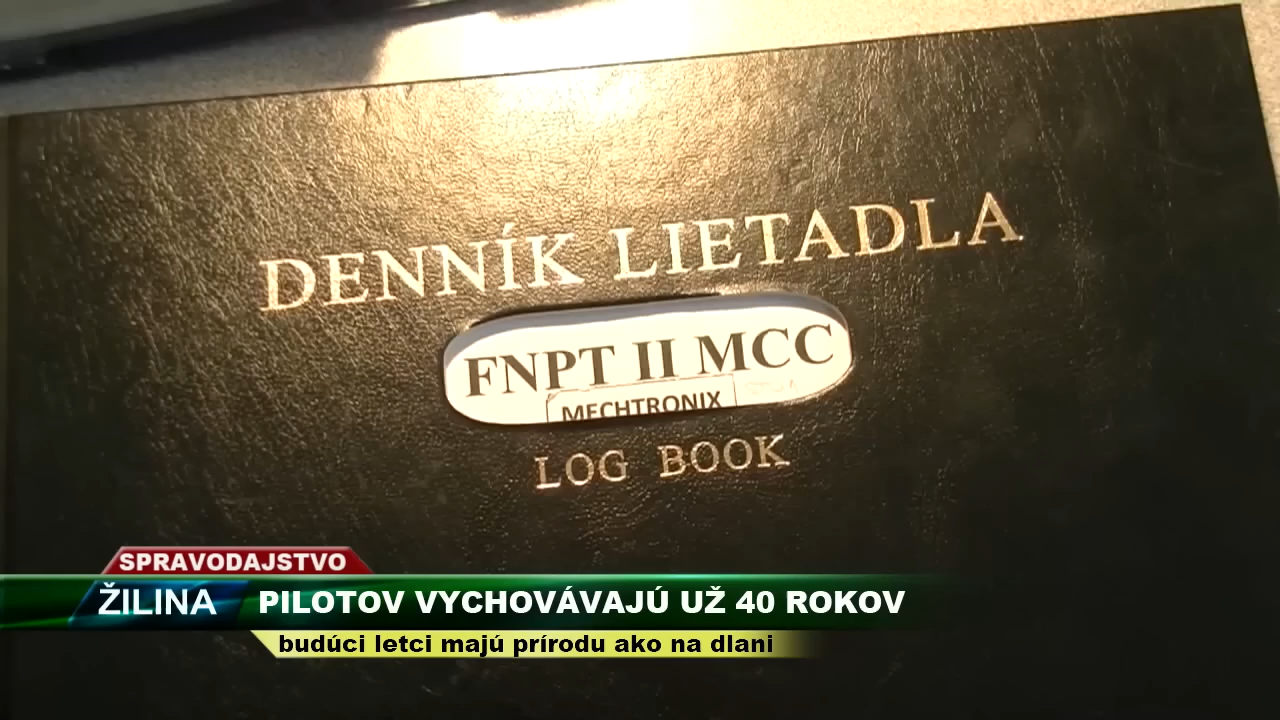 DENNÍK LIETADLA
FNPT II MCC
MECHTRONIX
LOG BOOK
SPRAVODAJSTVO
ŽILINA
PILOTOV VYCHOVÁVAJÚ UŽ 40 ROKOV
budúci letci majú prírodu ako na dlani